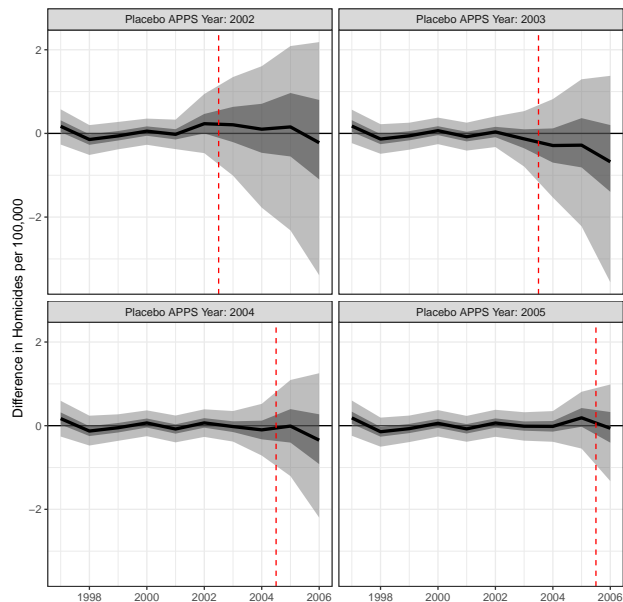 Placebo APPS Year: 2002
Placebo APPS Year: 2003
2
0
−2
Placebo APPS Year: 2004
Placebo APPS Year: 2005
2
0
−2
Difference in Homicides per 100,000
1998 2000 2002 2004 2006 1998 2000 2002 2004 2006